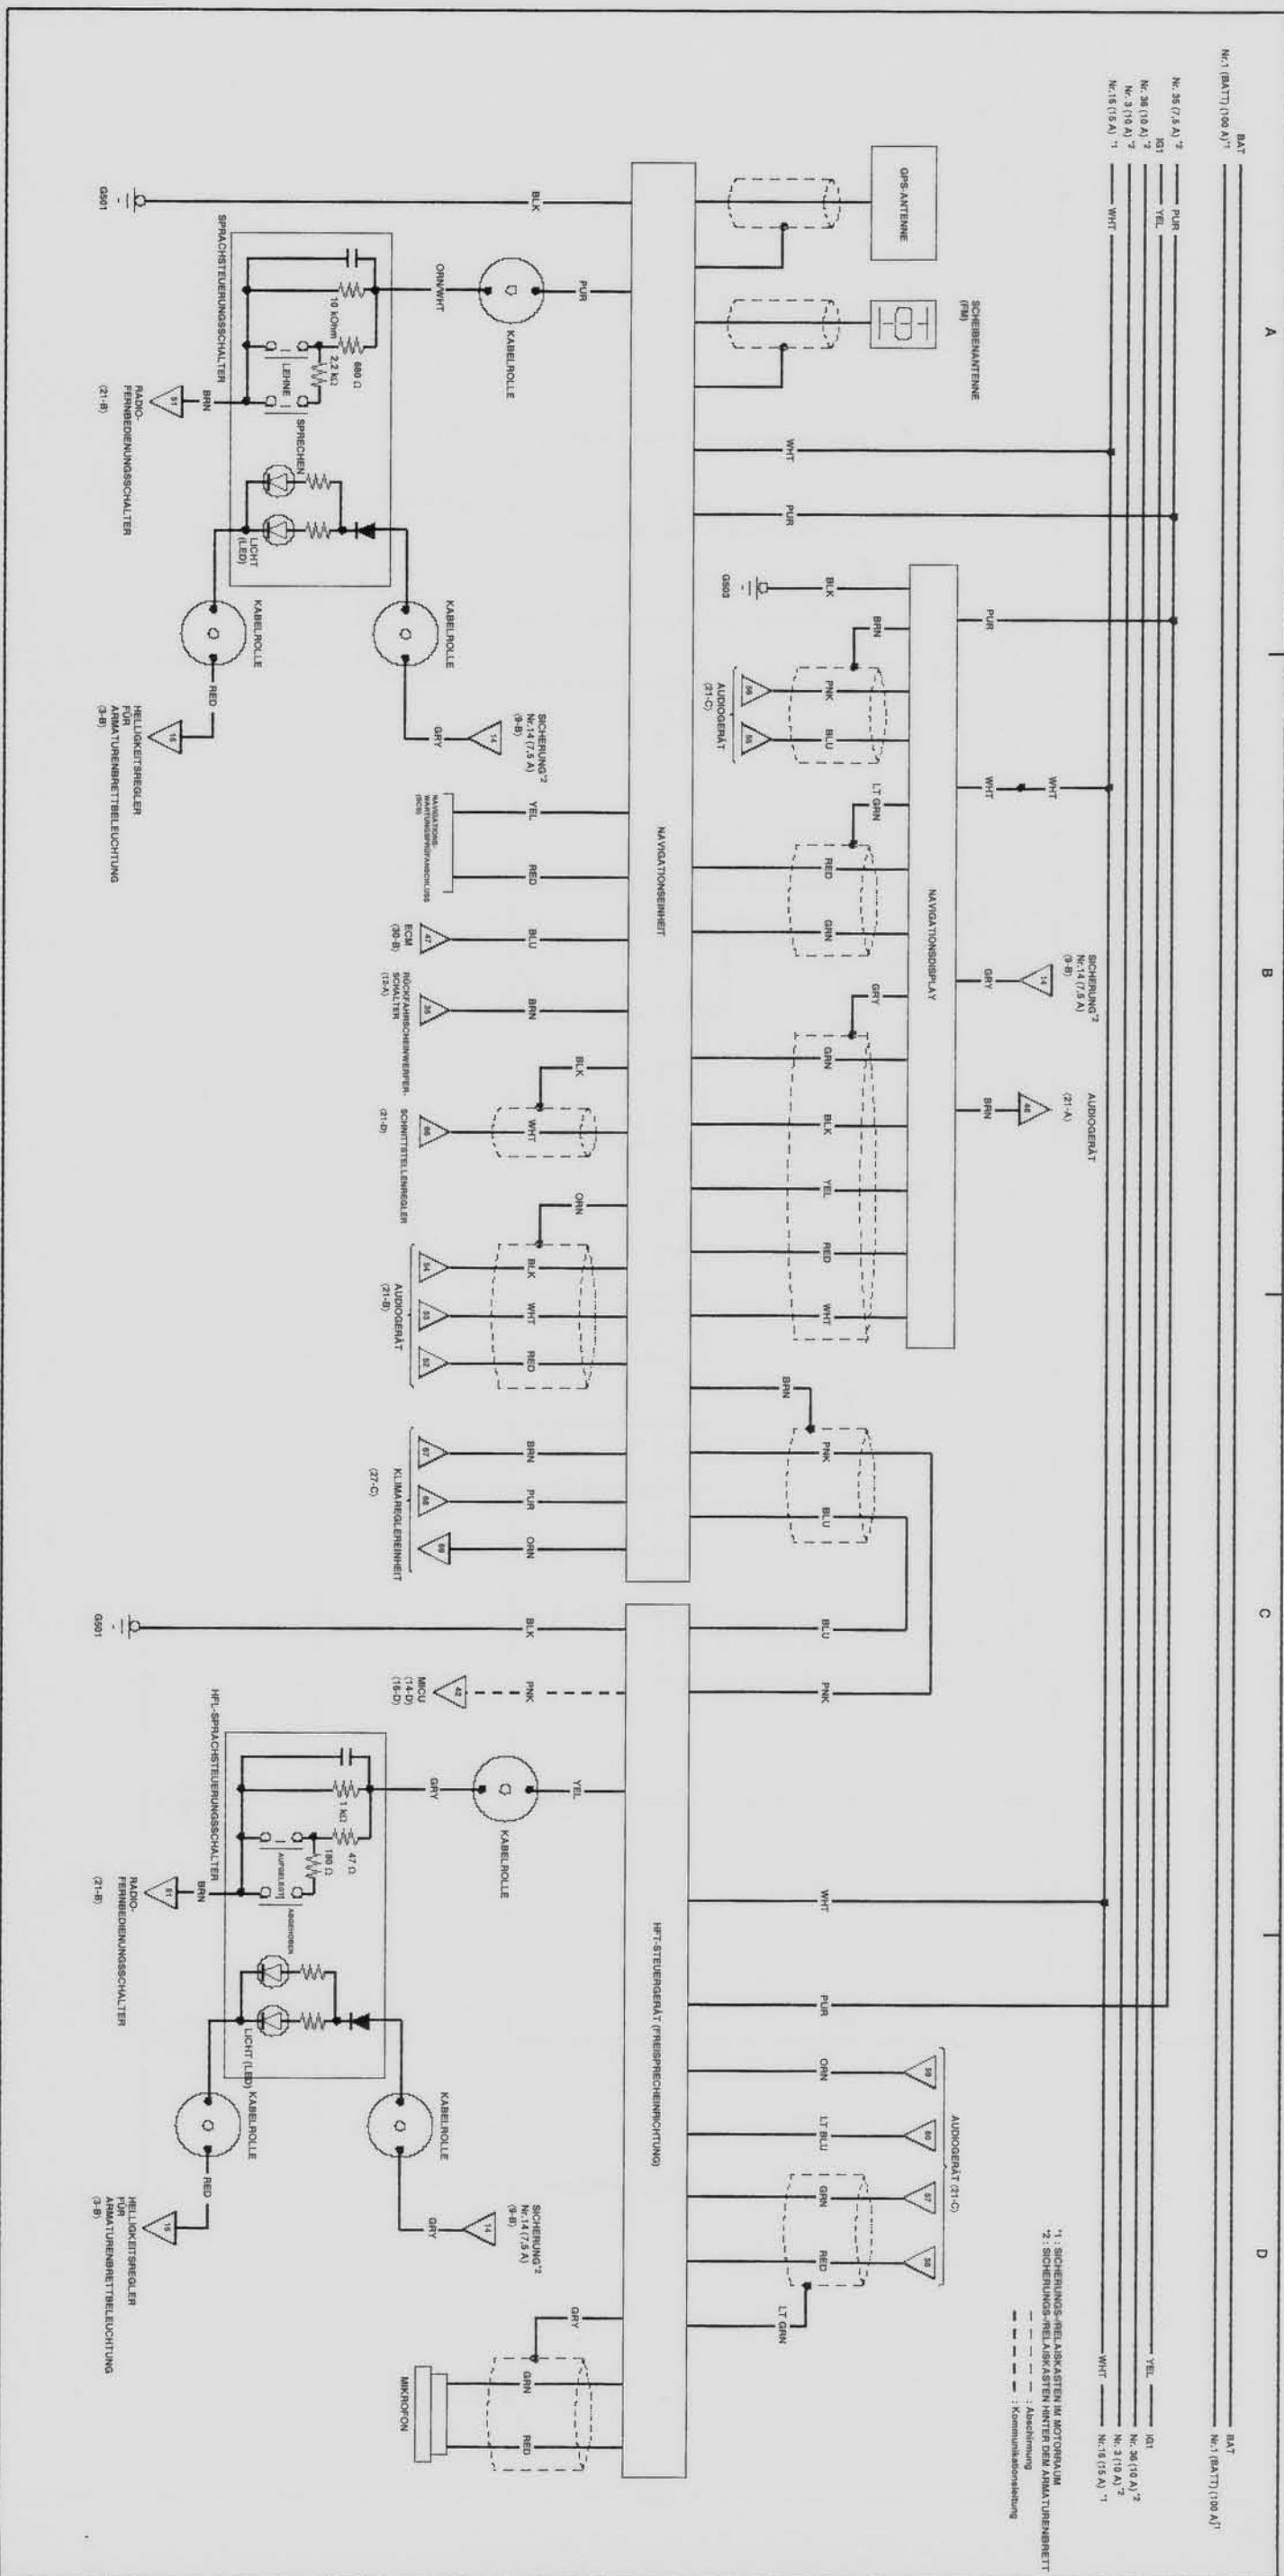 A
B
C
D
BAT
Nr.1 (BATT) (100 A)*1
Nr. 35 (7,5 A) *2
IG1
Nr. 36 (10 A) *2
Nr. 3 (10 A) *2
Nr.15 (15 A) *1
PUR
YEL
WHT
BAT
Nr.1 (BATT) (100 A)*1
IG1
Nr. 36 (10 A) *2
Nr. 3 (10 A) *2
Nr.15 (15 A) *1
YEL
WHT
*1 : SICHERUNGS-/RELAISKASTEN IM MOTORRAUM
*2 : SICHERUNGS-/RELAISKASTEN HINTER DEM ARMATURENBRETT
: Abschirmung
: Kommunikationsleitung
GPS-ANTENNE
SCHEIBENANTENNE
(FM)
WHT
PUR
PUR
WHT
WHT
SICHERUNG*2
Nr.14 (7,5 A)
(9-B)
14
GRY
AUDIOGERÄT
(21-A)
48
BRN
NAVIGATIONSDISPLAY
BLK
G503
BRN
PNK
BLU
56
55
AUDIOGERÄT
(21-C)
LT GRN
RED
GRN
GRY
GRN
BLK
YEL
RED
WHT
BRN
PNK
BLU
BLU
PNK
WHT
PUR
ORN
LT BLU
GRN
RED
LT GRN
59
60
57
58
AUDIOGERÄT (21-C)
NAVIGATIONSEINHEIT
HFT-STEUERGERÄT (FREISPRECHEINRICHTUNG)
BLK
G501
PUR
KABELROLLE
ORN/WHT
10 kOhm
680 Ω
2,2 kΩ
LEHNE
SPRECHEN
LICHT
(LED)
SPRACHSTEUERUNGSSCHALTER
BRN
51
RADIO-
FERNBEDIENUNGSSCHALTER
(21-B)
KABELROLLE
KABELROLLE
GRY
14
SICHERUNG*2
Nr.14 (7,5 A)
(9-B)
RED
15
HELLIGKEITSREGLER
FÜR
ARMATURENBRETTBELEUCHTUNG
(3-B)
YEL
RED
NAVIGATIONS-
WARTUNGSPRÜFANSCHLUSS
BLU
47
ECM
(30-B)
BRN
35
RÜCKFAHRSCHEINWERFER-
SCHALTER
(12-A)
BLK
WHT
66
SCHNITTSTELLENREGLER
(21-D)
ORN
BLK
WHT
RED
54
53
52
AUDIOGERÄT
(21-B)
BRN
PUR
ORN
67
68
69
KLIMAREGLEREINHEIT
(27-C)
BLK
G501
PNK
42
MICU
(14-D)
(16-D)
YEL
KABELROLLE
GRY
1 kΩ
47 Ω
180 Ω
AUFGELEGT
ABGEHOBEN
LICHT (LED)
HFL-SPRACHSTEUERUNGSSCHALTER
BRN
51
RADIO-
FERNBEDIENUNGSSCHALTER
(21-B)
KABELROLLE
KABELROLLE
GRY
14
SICHERUNG*2
Nr.14 (7,5 A)
(9-B)
RED
15
HELLIGKEITSREGLER
FÜR
ARMATURENBRETTBELEUCHTUNG
(3-B)
GRY
GRN
RED
MIKROFON